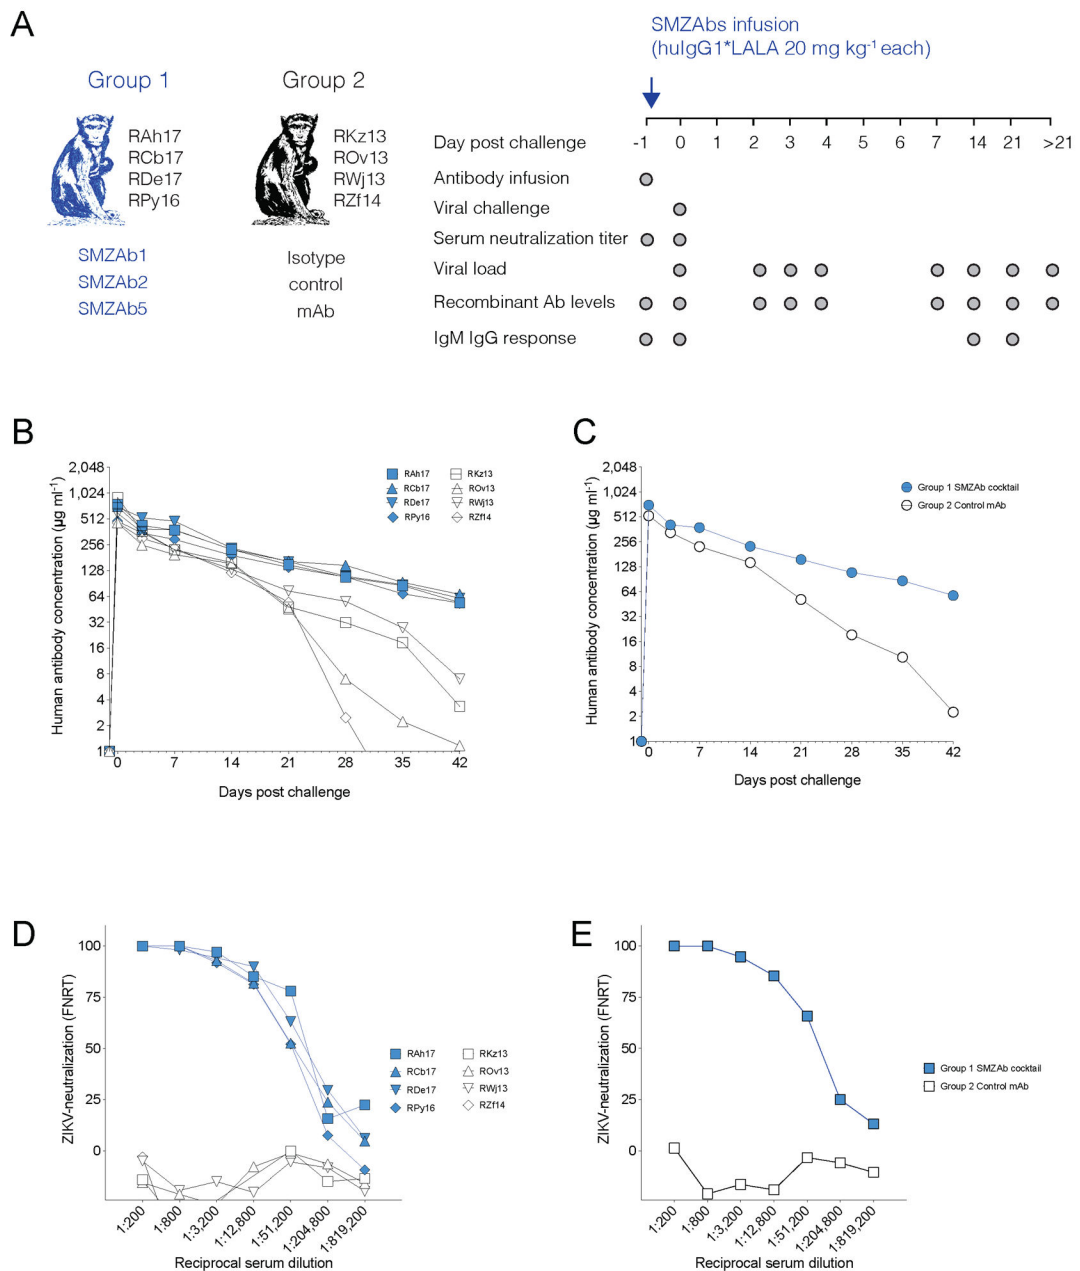 A
SMZAbs infusion
(huIgG1*LALA 20 mg kg-1 each)
Group 1
Group 2
RAh17
RCb17
RDe17
RPy16
RKz13
ROv13
RWj13
RZf14
SMZAb1
SMZAb2
SMZAb5
Isotype
control
mAb
Day post challenge
-1 0 2 3 4 5 6 7 14 21 >21
Antibody infusion
Viral challenge
Serum neutralization titer
Viral load
Recombinant Ab levels
IgM IgG response
B
Human antibody concentration (µg ml-1)
2,048
1,024
512
256
128
64
32
16
8
4
2
1
0 7 14 21 28 35 42
Days post challenge
RAh17 RKz13
RCb17 ROv13
RDe17 RWj13
RPy16 RZf14
C
Human antibody concentration (µg ml-1)
2,048
1,024
512
256
128
64
32
16
8
4
2
1
0 7 14 21 28 35 42
Days post challenge
Group 1 SMZAb cocktail
Group 2 Control mAb
D
ZIKV-neutralization (FNRT)
100
75
50
25
0
1:200 1:800 1:3,200 1:12,800 1:51,200 1:204,800 1:819,200
Reciprocal serum dilution
RAh17 RKz13
RCb17 ROv13
RDe17 RWj13
RPy16 RZf14
E
ZIKV-neutralization (FNRT)
100
75
50
25
0
1:200 1:800 1:3,200 1:12,800 1:51,200 1:204,800 1:819,200
Reciprocal serum dilution
Group 1 SMZAb cocktail
Group 2 Control mAb